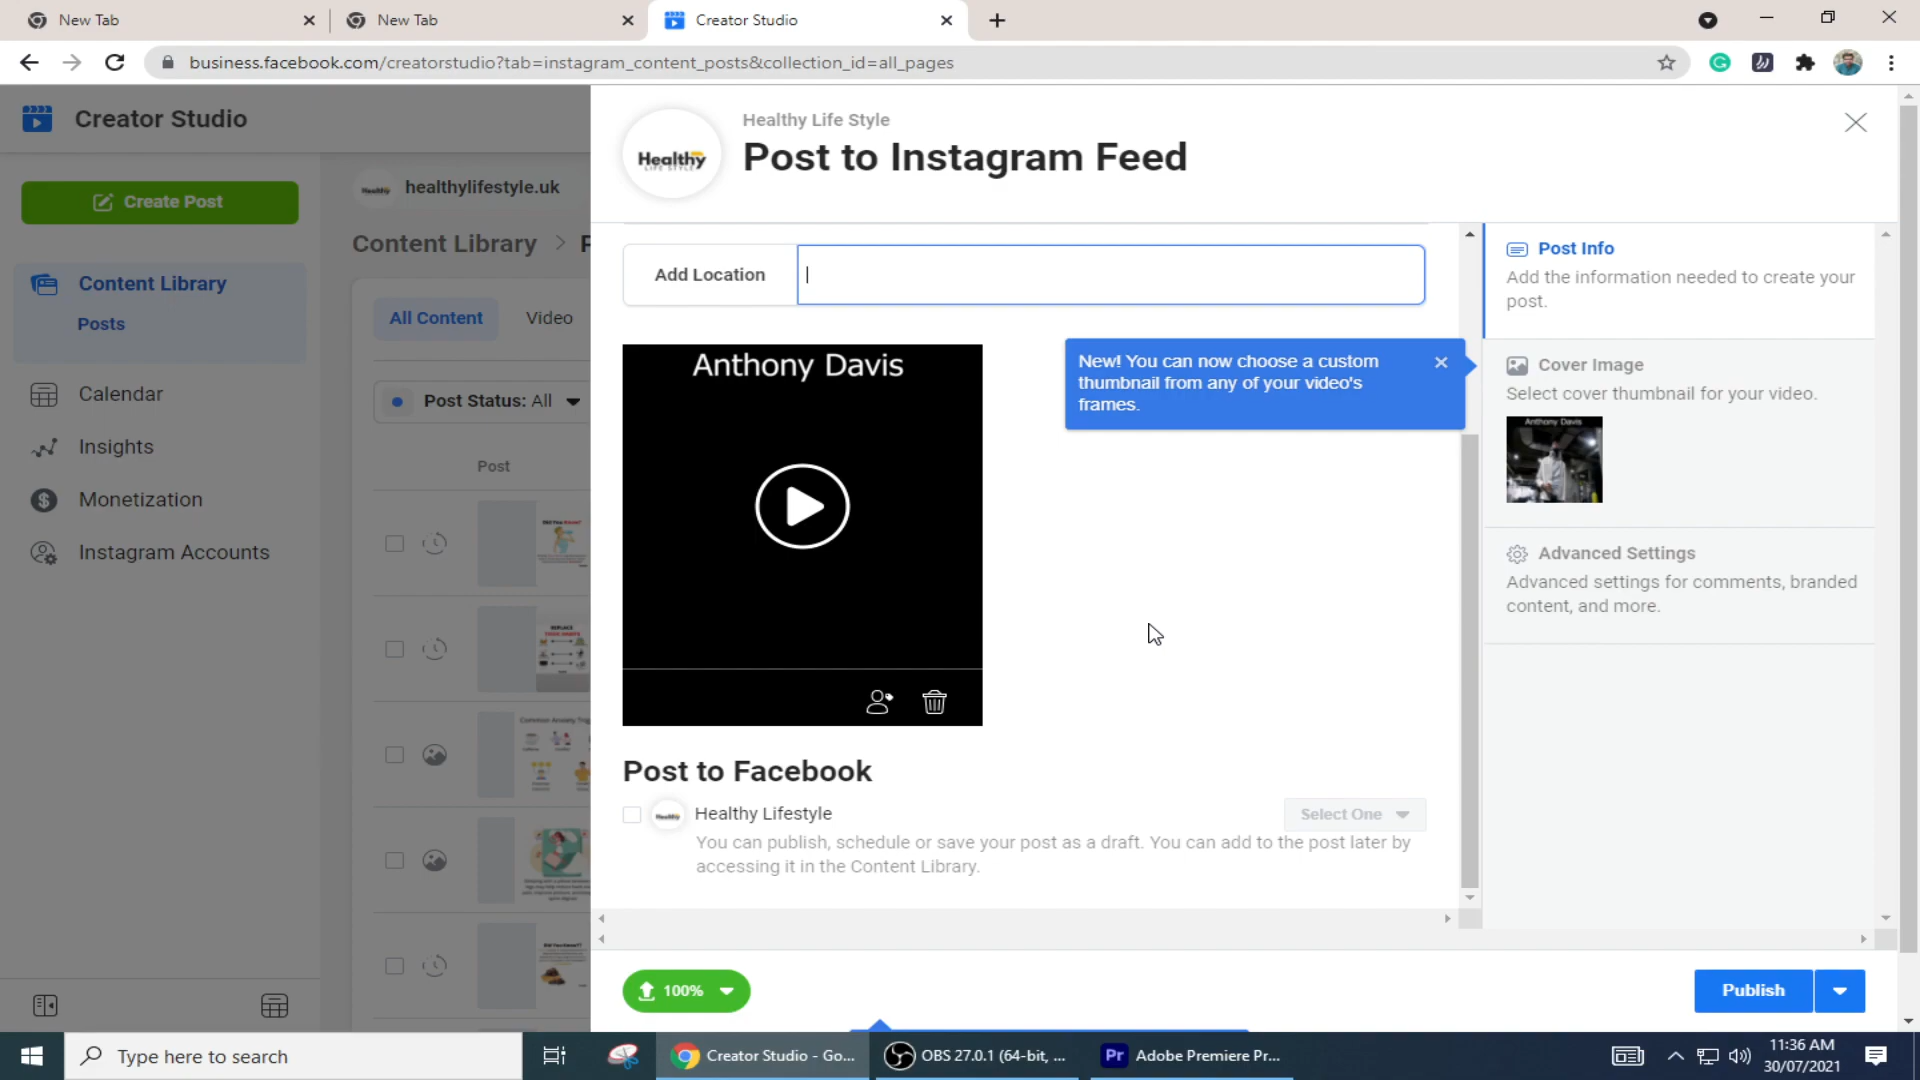 New Tab
New Tab
Creator Studio
business.facebook.com/creatorstudio?tab=instagram_content_posts&collection_id=all_pages
Creator Studio
Create Post
Content Library
Posts
Calendar
Insights
Monetization
Instagram Accounts
healthylifestyle.uk
Content Library
All Content
Video
Post Status: All
Post
Healthy
LIFE STYLE
Healthy Life Style
Post to Instagram Feed
Add Location
Anthony Davis
New! You can now choose a custom
thumbnail from any of your video's
frames.
Post to Facebook
Healthy Lifestyle
Select One
You can publish, schedule or save your post as a draft. You can add to the post later by
accessing it in the Content Library.
Post Info
Add the information needed to create your
post.
Cover Image
Select cover thumbnail for your video.
Anthony Davis
Advanced Settings
Advanced settings for comments, branded
content, and more.
100%
Publish
Type here to search
Creator Studio - Go...
OBS 27.0.1 (64-bit, ...
Pr
Adobe Premiere Pr...
11:36 AM
30/07/2021